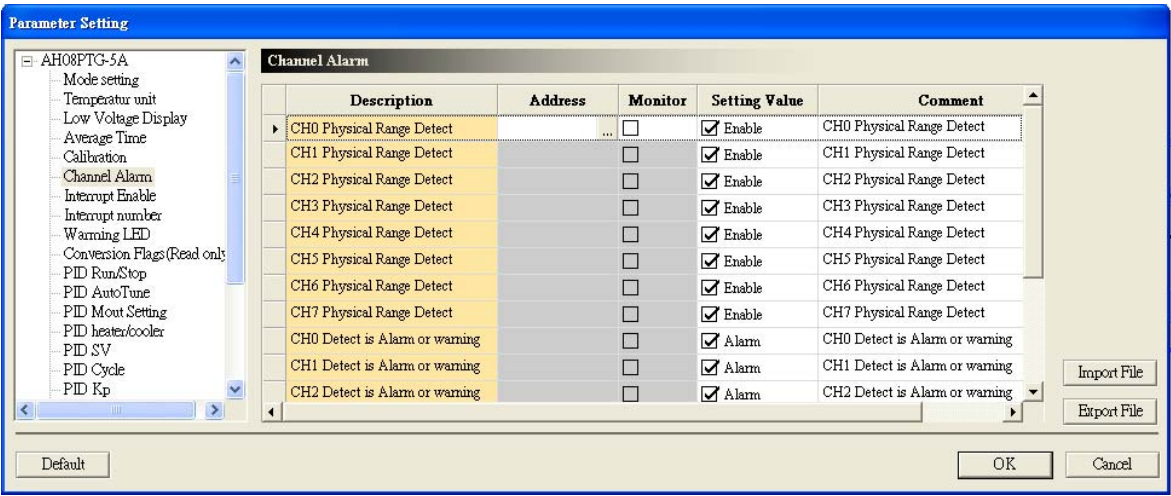 Parameter Setting
AH08PTG-5A
Mode setting
Temperatur unit
Low Voltage Display
Average Time
Calibration
Channel Alarm
Interrupt Enable
Interrupt number
Warming LED
Conversion Flags(Read only
PID Run/Stop
PID AutoTune
PID Mout Setting
PID heater/cooler
PID SV
PID Cycle
PID Kp
Channel Alarm
Description Address Monitor Setting Value Comment
CH0 Physical Range Detect ... Enable CH0 Physical Range Detect
CH1 Physical Range Detect Enable CH1 Physical Range Detect
CH2 Physical Range Detect Enable CH2 Physical Range Detect
CH3 Physical Range Detect Enable CH3 Physical Range Detect
CH4 Physical Range Detect Enable CH4 Physical Range Detect
CH5 Physical Range Detect Enable CH5 Physical Range Detect
CH6 Physical Range Detect Enable CH6 Physical Range Detect
CH7 Physical Range Detect Enable CH7 Physical Range Detect
CH0 Detect is Alarm or warning Alarm CH0 Detect is Alarm or warning
CH1 Detect is Alarm or warning Alarm CH1 Detect is Alarm or warning
CH2 Detect is Alarm or warning Alarm CH2 Detect is Alarm or warning
Import File
Export File
Default OK Cancel